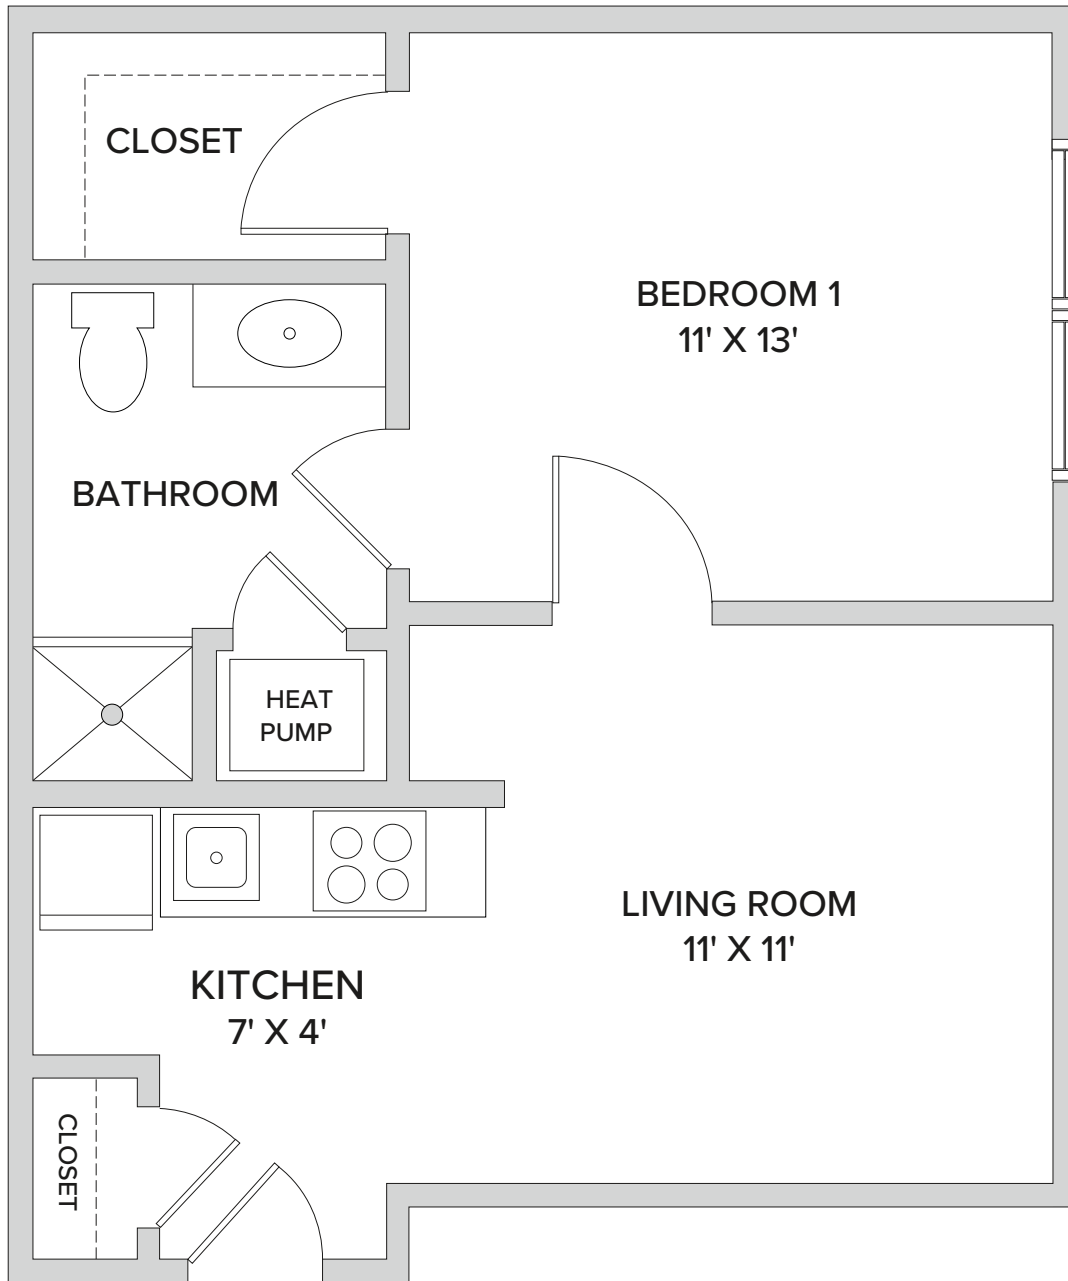 CLOSET
BEDROOM 1
11' X 13'
BATHROOM
HEAT
PUMP
LIVING ROOM
11' X 11'
KITCHEN
7' X 4'
CLOSET